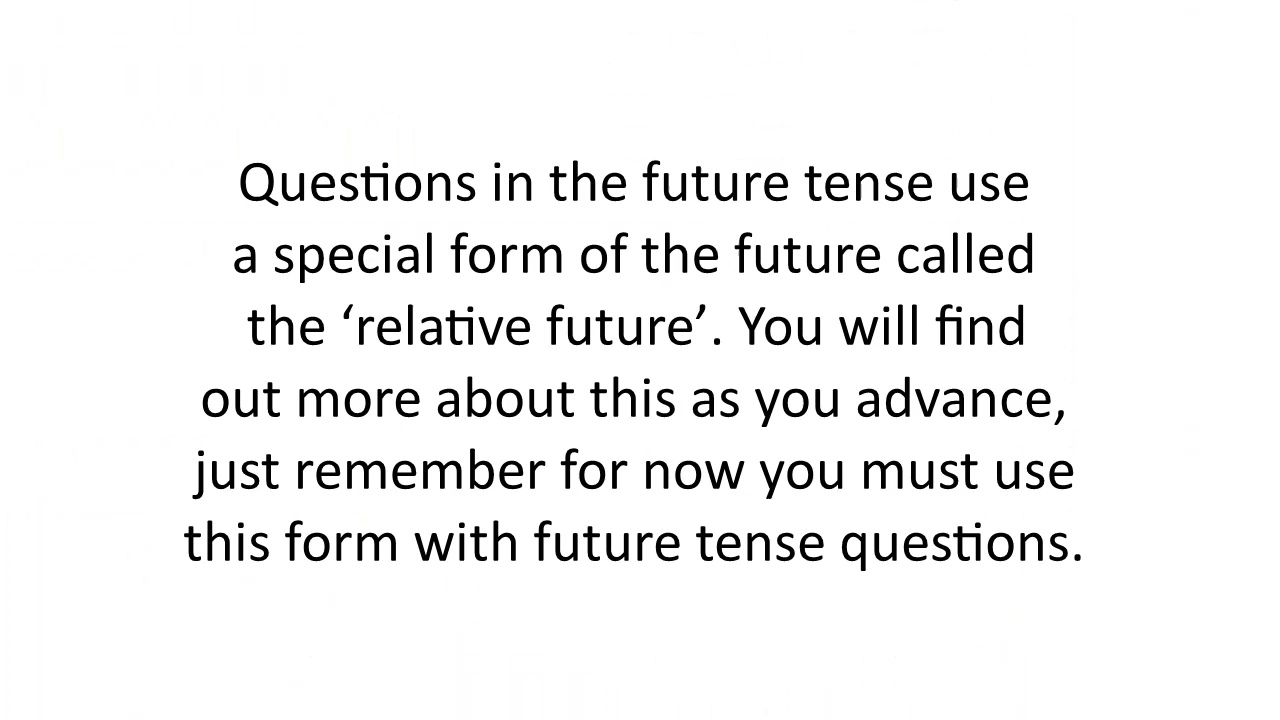 Questions in the future tense use
a special form of the future called
the ‘relative future’. You will find
out more about this as you advance,
just remember for now you must use
this form with future tense questions.